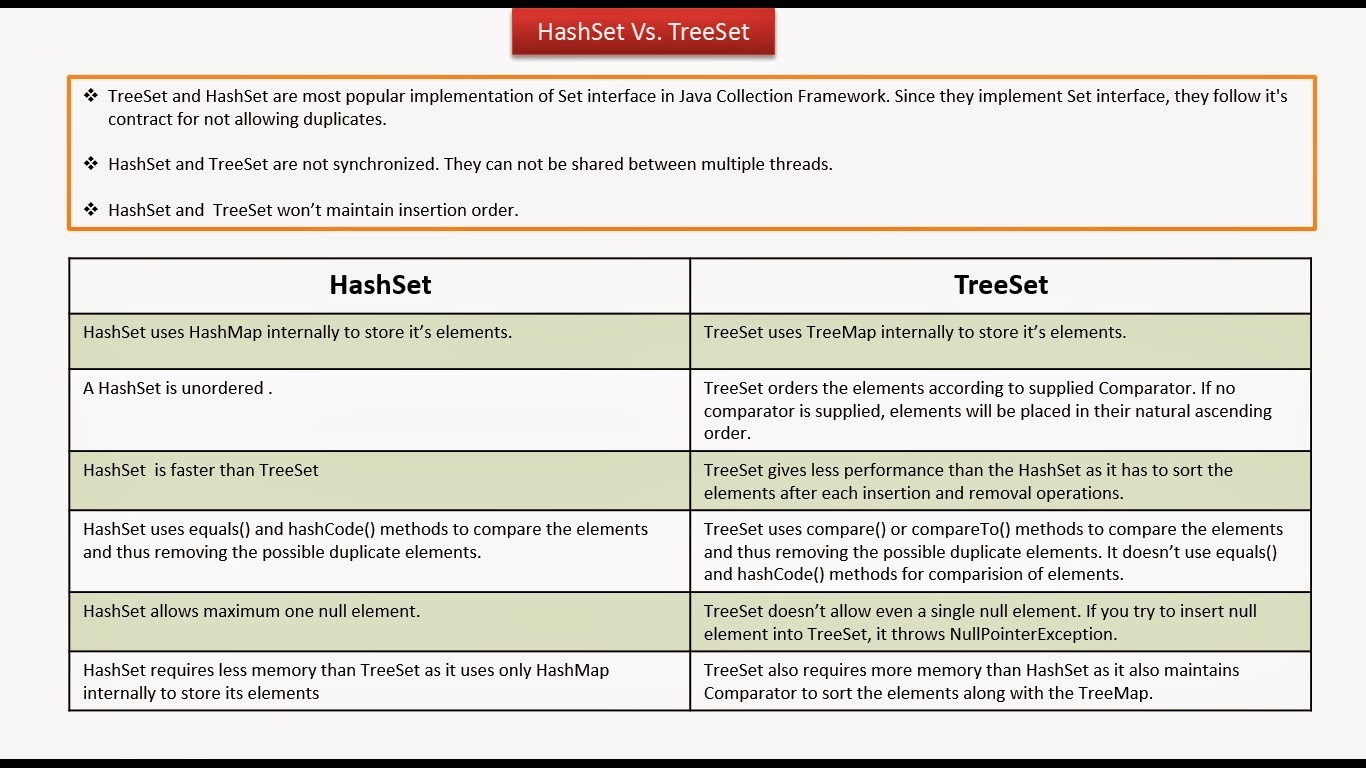 HashSet Vs. TreeSet
❖ TreeSet and HashSet are most popular implementation of Set interface in Java Collection Framework. Since they implement Set interface, they follow it's
contract for not allowing duplicates.
❖ HashSet and TreeSet are not synchronized. They can not be shared between multiple threads.
❖ HashSet and  TreeSet won’t maintain insertion order.
HashSet
TreeSet
HashSet uses HashMap internally to store it’s elements.
TreeSet uses TreeMap internally to store it’s elements.
A HashSet is unordered .
TreeSet orders the elements according to supplied Comparator. If no
comparator is supplied, elements will be placed in their natural ascending
order.
HashSet  is faster than TreeSet
TreeSet gives less performance than the HashSet as it has to sort the
elements after each insertion and removal operations.
HashSet uses equals() and hashCode() methods to compare the elements
and thus removing the possible duplicate elements.
TreeSet uses compare() or compareTo() methods to compare the elements
and thus removing the possible duplicate elements. It doesn’t use equals()
and hashCode() methods for comparision of elements.
HashSet allows maximum one null element.
TreeSet doesn’t allow even a single null element. If you try to insert null
element into TreeSet, it throws NullPointerException.
HashSet requires less memory than TreeSet as it uses only HashMap
internally to store its elements
TreeSet also requires more memory than HashSet as it also maintains
Comparator to sort the elements along with the TreeMap.